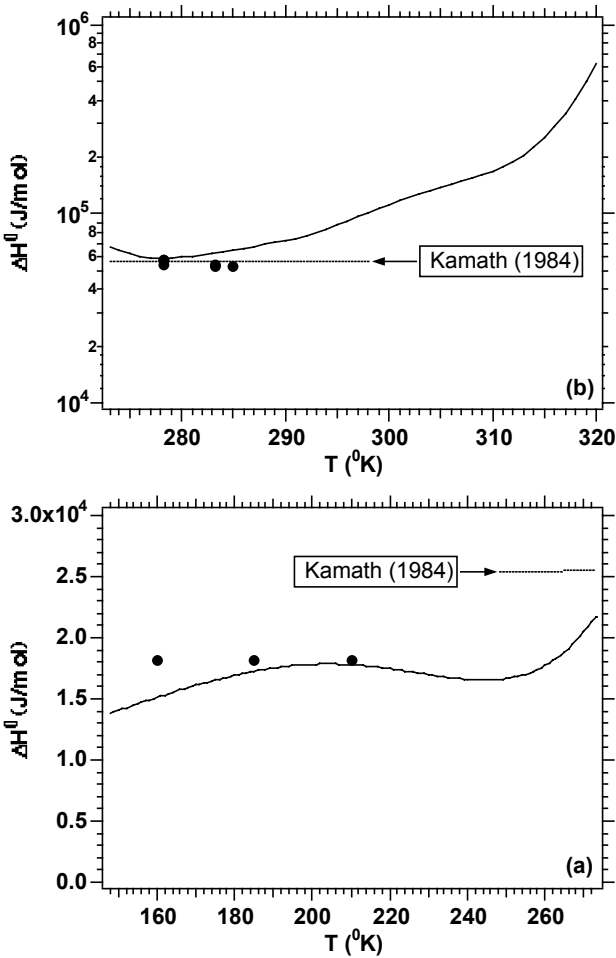 10⁶
8
6
4
2
10⁵
8
6
4
2
10⁴
ΔH⁰ (J/mol)
Kamath (1984)
(b)
280 290 300 310 320
T (⁰K)
3.0x10⁴
2.5
2.0
1.5
1.0
0.5
0.0
ΔH⁰ (J/mol)
Kamath (1984)
(a)
160 180 200 220 240 260
T (⁰K)